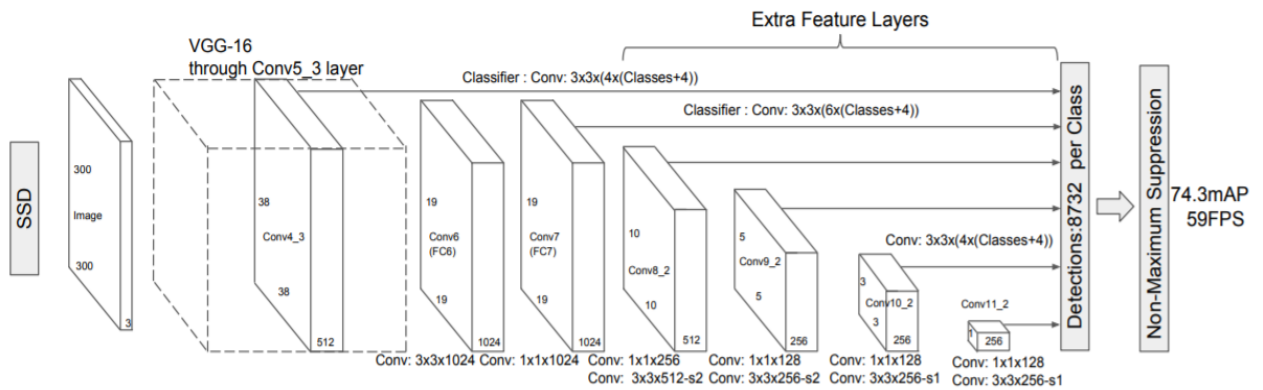 Extra Feature Layers
VGG-16
through Conv5_3 layer
Classifier : Conv: 3x3x(4x(Classes+4))
Classifier : Conv: 3x3x(6x(Classes+4))
SSD
300
Image
300
3
38
Conv4_3
38
512
19
Conv6
(FC6)
19
1024
19
Conv7
(FC7)
19
1024
10
Conv8_2
10
512
5
Conv9_2
5
256
Conv: 3x3x(4x(Classes+4))
3
Conv10_2
3
256
Conv11_2
1
256
Conv: 3x3x1024
Conv: 1x1x1024
Conv: 1x1x256
Conv: 3x3x512-s2
Conv: 1x1x128
Conv: 3x3x256-s2
Conv: 1x1x128
Conv: 3x3x256-s1
Conv: 1x1x128
Conv: 3x3x256-s1
Detections:8732 per Class
Non-Maximum Suppression
74.3mAP
59FPS